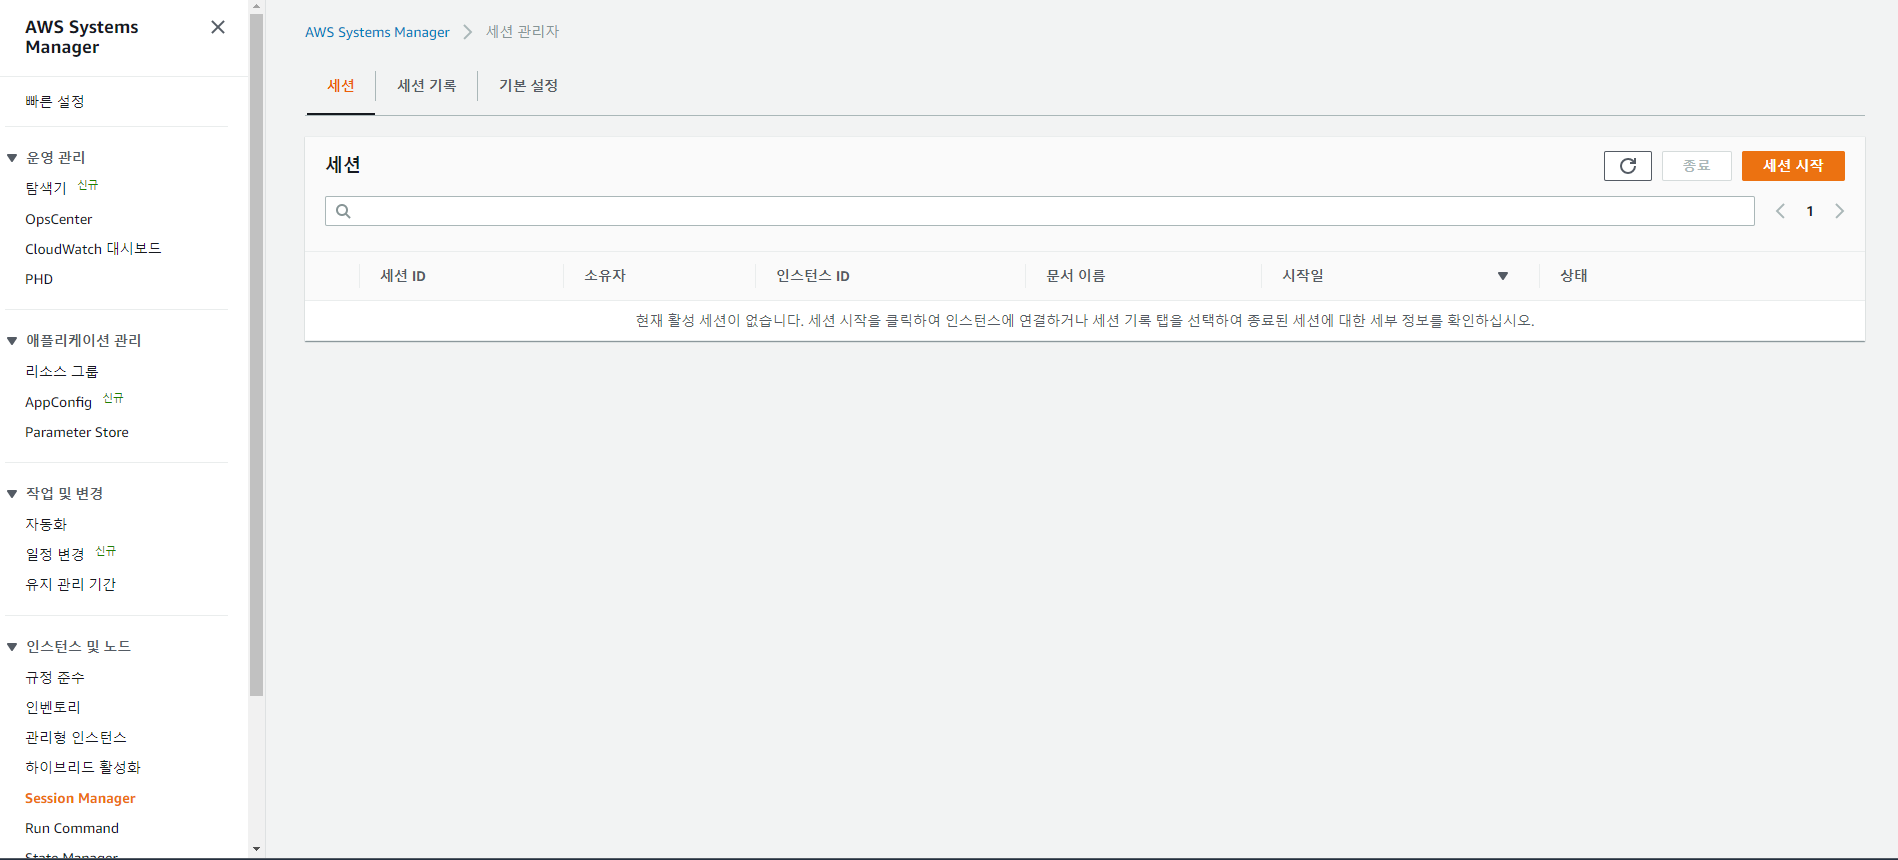 AWS Systems
Manager
빠른 설정
운영 관리
탐색기 신규
OpsCenter
CloudWatch 대시보드
PHD
애플리케이션 관리
리소스 그룹
AppConfig 신규
Parameter Store
작업 및 변경
자동화
일정 변경 신규
유지 관리 기간
인스턴스 및 노드
규정 준수
인벤토리
관리형 인스턴스
하이브리드 활성화
Session Manager
Run Command
State Manager
AWS Systems Manager 세션 관리자
세션 세션 기록 기본 설정
세션 종료 세션 시작
1
세션 ID 소유자 인스턴스 ID 문서 이름 시작일 상태
현재 활성 세션이 없습니다. 세션 시작을 클릭하여 인스턴스에 연결하거나 세션 기록 탭을 선택하여 종료된 세션에 대한 세부 정보를 확인하십시오.